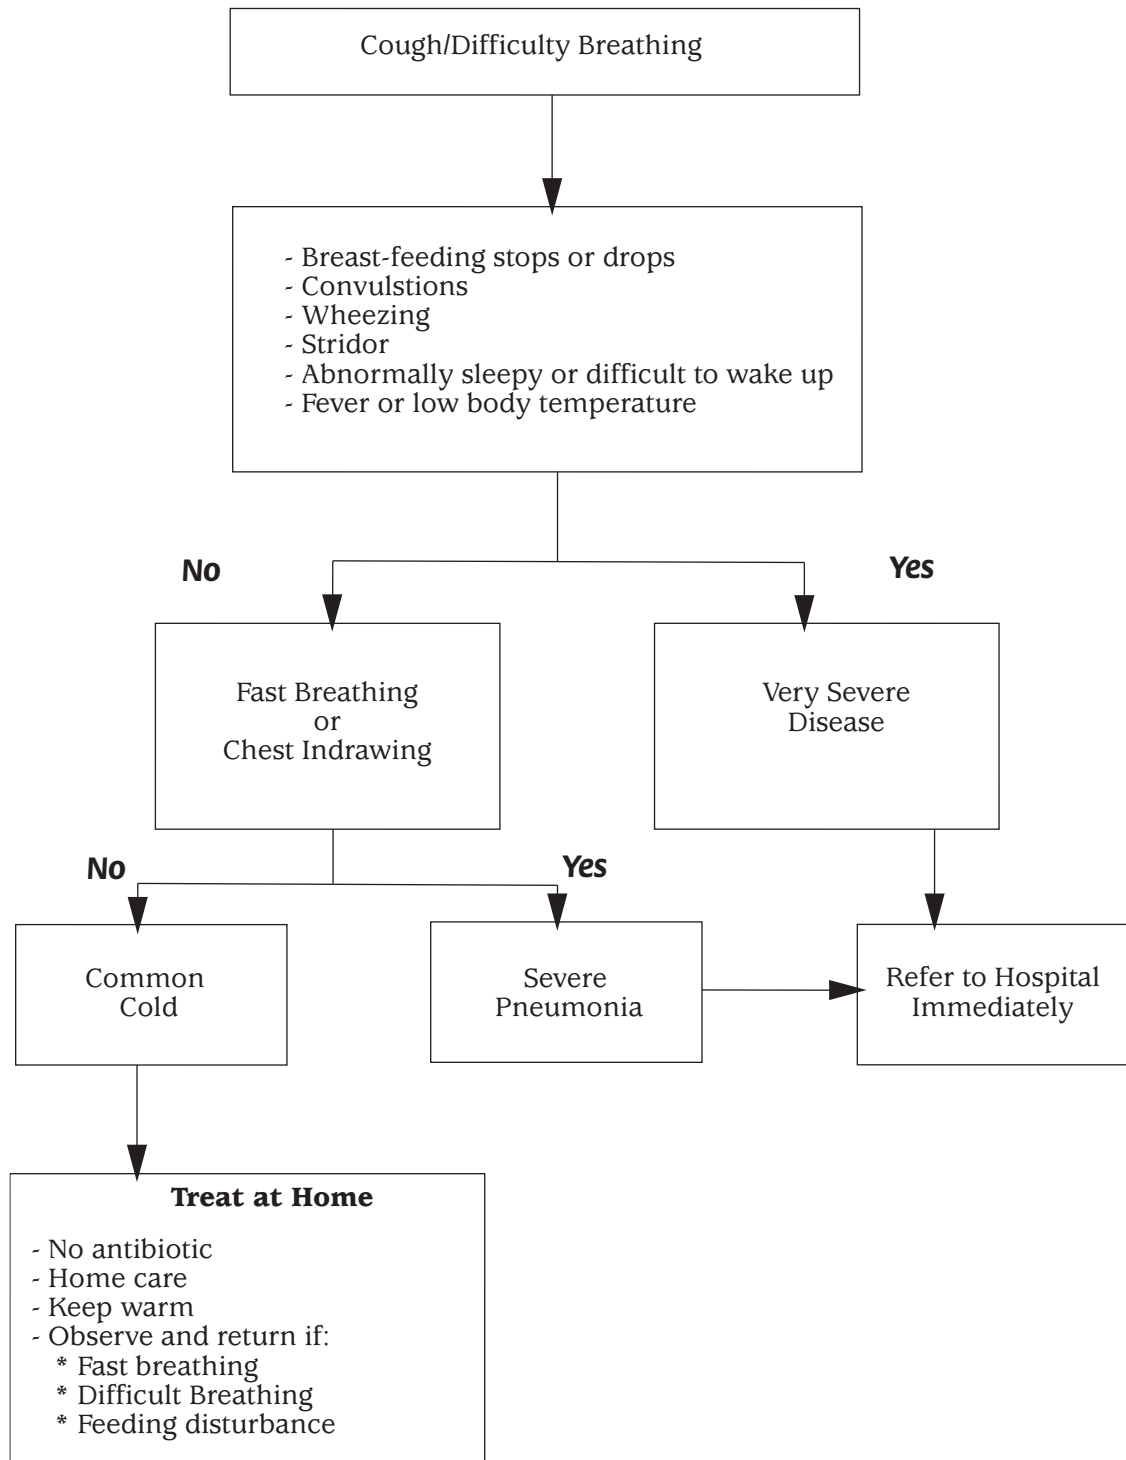 Cough/Difficulty Breathing
- Breast-feeding stops or drops
- Convulstions
- Wheezing
- Stridor
- Abnormally sleepy or difficult to wake up
- Fever or low body temperature
No
Yes
Fast Breathing
or
Chest Indrawing
Very Severe
Disease
No
Yes
Common
Cold
Severe
Pneumonia
Refer to Hospital
Immediately
Treat at Home
- No antibiotic
- Home care
- Keep warm
- Observe and return if:
* Fast breathing
* Difficult Breathing
* Feeding disturbance